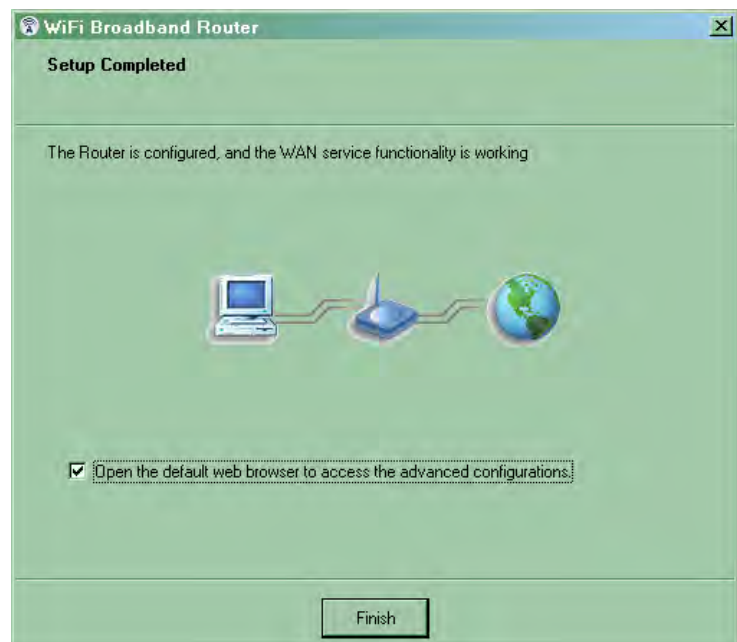 WiFi Broadband Router
Setup Completed
The Router is configured, and the WAN service functionality is working
Open the default web browser to access the advanced configurations.
Finish